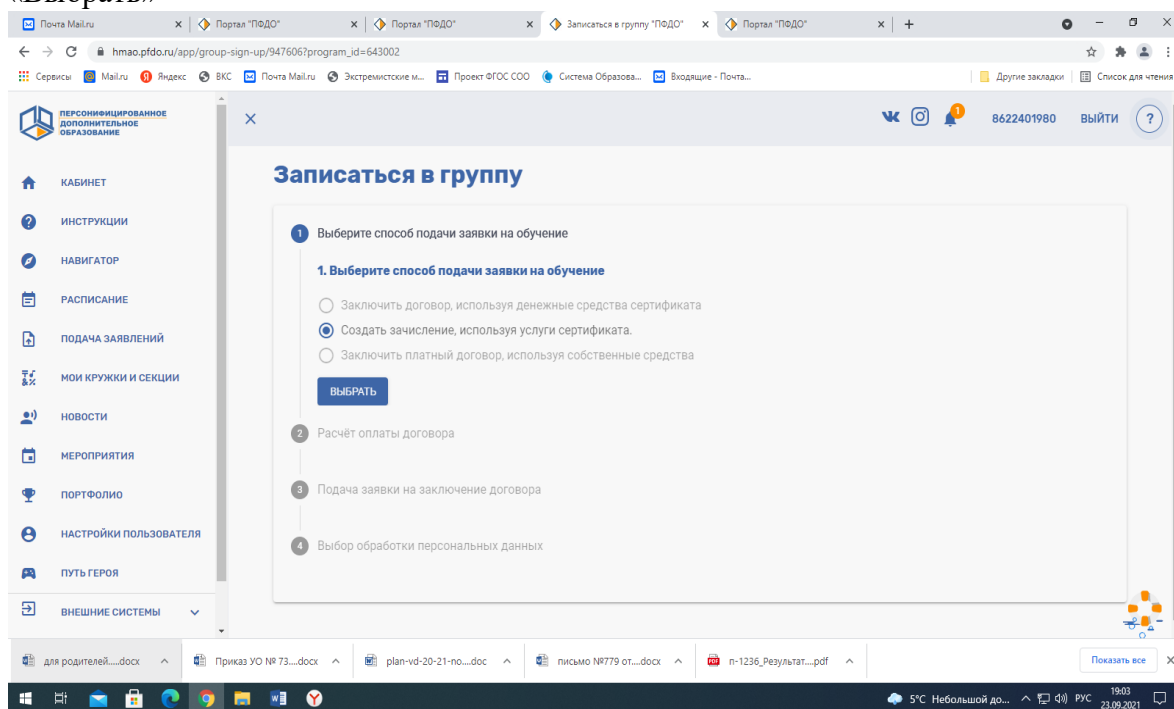 «Выбрать»
Почта Mail.ru
Портал "ПФДО"
Портал "ПФДО"
Записаться в группу "ПФДО"
Портал "ПФДО"
hmao.pfdo.ru/app/group-sign-up/947606?program_id=643002
Сервисы
Mail.ru
Яндекс
ВКС
Почта Mail.ru
Экстремистские м...
Проект ФГОС СОО
Система Образова...
Входящие - Почта...
Другие закладки
Список для чтения
ПЕРСОНИФИЦИРОВАННОЕ
ДОПОЛНИТЕЛЬНОЕ
ОБРАЗОВАНИЕ
1
8622401980
ВЫЙТИ
?
КАБИНЕТ
ИНСТРУКЦИИ
НАВИГАТОР
РАСПИСАНИЕ
ПОДАЧА ЗАЯВЛЕНИЙ
МОИ КРУЖКИ И СЕКЦИИ
НОВОСТИ
МЕРОПРИЯТИЯ
ПОРТФОЛИО
НАСТРОЙКИ ПОЛЬЗОВАТЕЛЯ
ПУТЬ ГЕРОЯ
ВНЕШНИЕ СИСТЕМЫ
Записаться в группу
1 Выберите способ подачи заявки на обучение
1. Выберите способ подачи заявки на обучение
Заключить договор, используя денежные средства сертификата
Создать зачисление, используя услуги сертификата.
Заключить платный договор, используя собственные средства
ВЫБРАТЬ
2 Расчёт оплаты договора
3 Подача заявки на заключение договора
4 Выбор обработки персональных данных
для родителей.....docx
Приказ УО № 73....docx
plan-vd-20-21-no....doc
письмо №779 от....docx
n-1236_Результат....pdf
Показать все
5°C Небольшой до...
РУС
19:03
23.09.2021